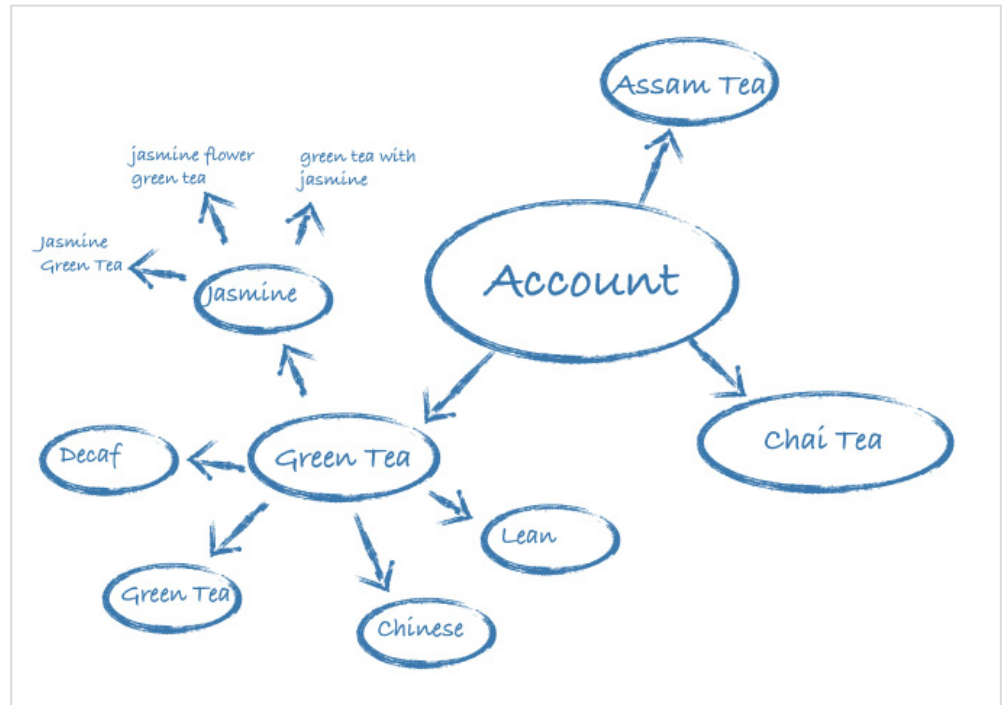 Assam Tea
jasmine flower
green tea
green tea with
jasmine
Jasmine
Green Tea
Jasmine
Account
Decaf
Green Tea
Chai Tea
Lean
Green Tea
Chinese